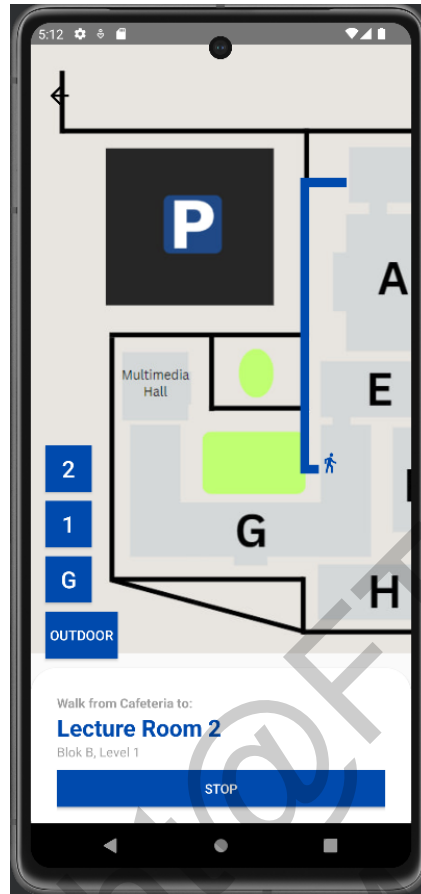 5:12
P
A
Multimedia
Hall
E
2
1
G
G
H
OUTDOOR
Walk from Cafeteria to:
Lecture Room 2
Blok B, Level 1
STOP